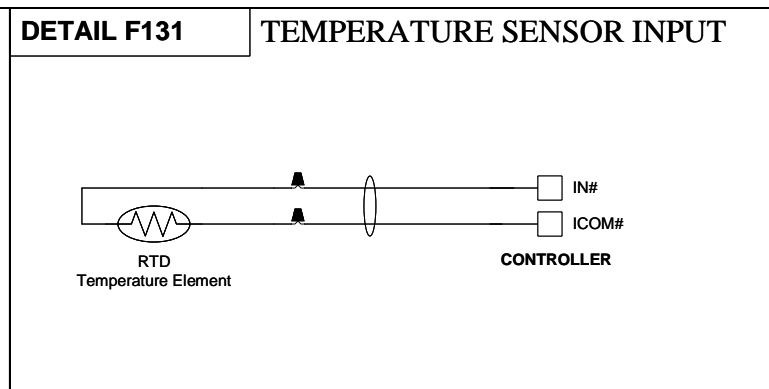 DETAIL F131
TEMPERATURE SENSOR INPUT
IN#
ICOM#
RTD
Temperature Element
CONTROLLER